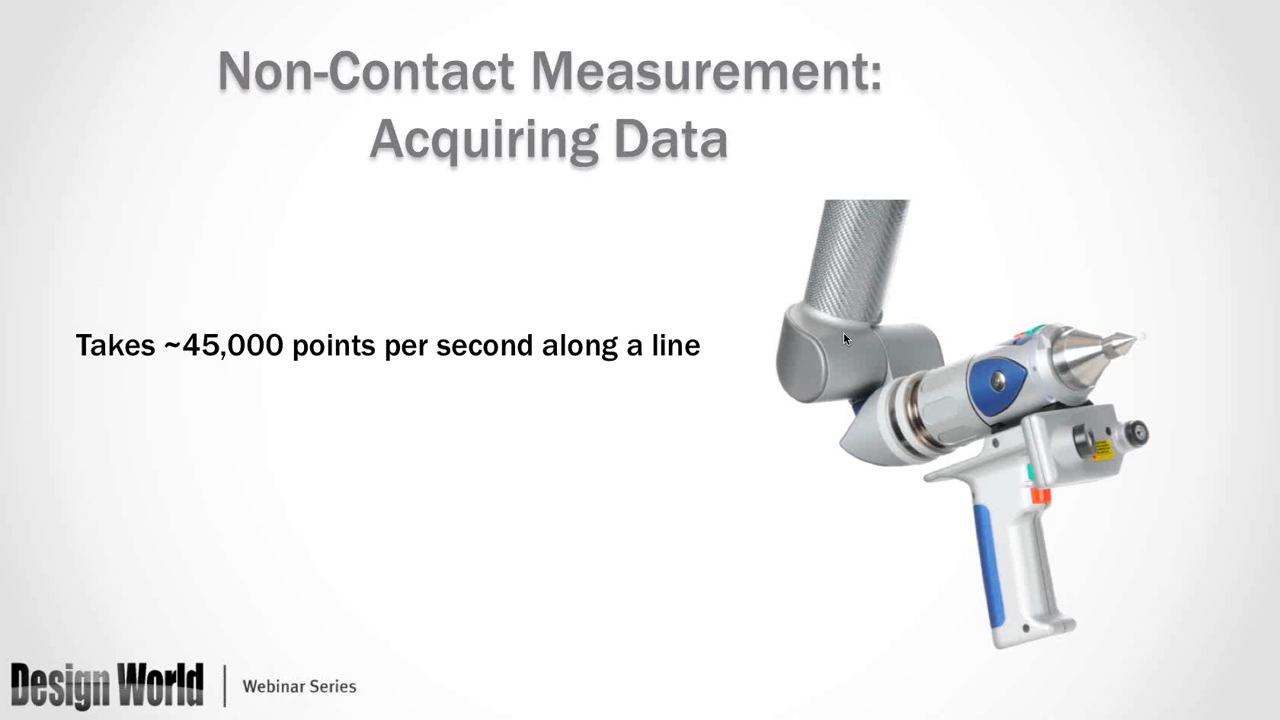 Non-Contact Measurement:
Acquiring Data
Takes ~45,000 points per second along a line
Design World
Webinar Series